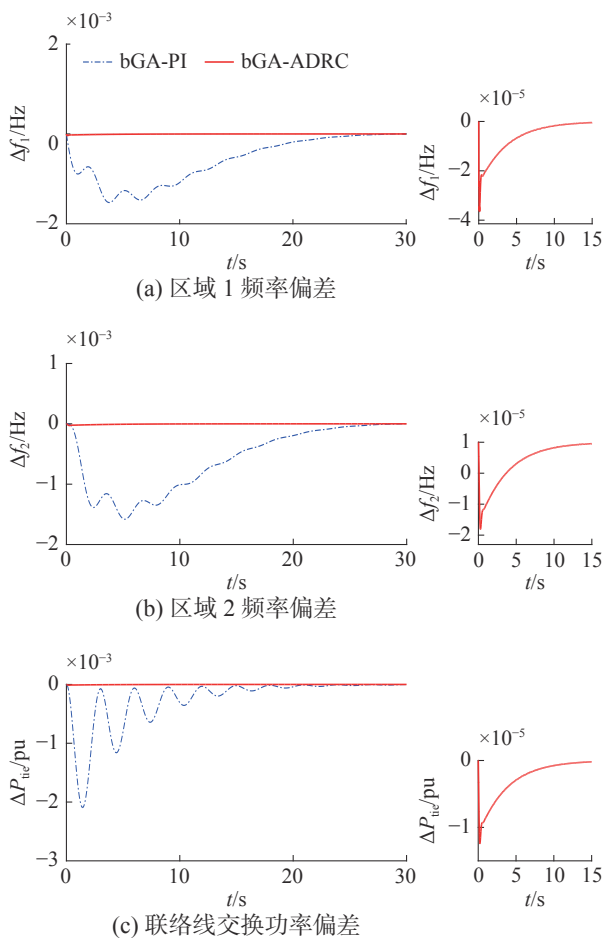 ×10⁻³
2
bGA-PI
bGA-ADRC
Δf₁/Hz
0
−2
0
10
20
30
t/s
×10⁻⁵
0
−2
−4
Δf₁/Hz
0
5
10
15
t/s
(a) 区域 1 频率偏差
×10⁻³
1
0
−1
−2
Δf₂/Hz
0
10
20
30
t/s
×10⁻⁵
1
0
−1
−2
Δf₂/Hz
0
5
10
15
t/s
(b) 区域 2 频率偏差
×10⁻³
0
−1
−2
−3
ΔP_tie/pu
0
10
20
30
t/s
×10⁻⁵
0
−1
ΔP_tie/pu
0
5
10
15
t/s
(c) 联络线交换功率偏差